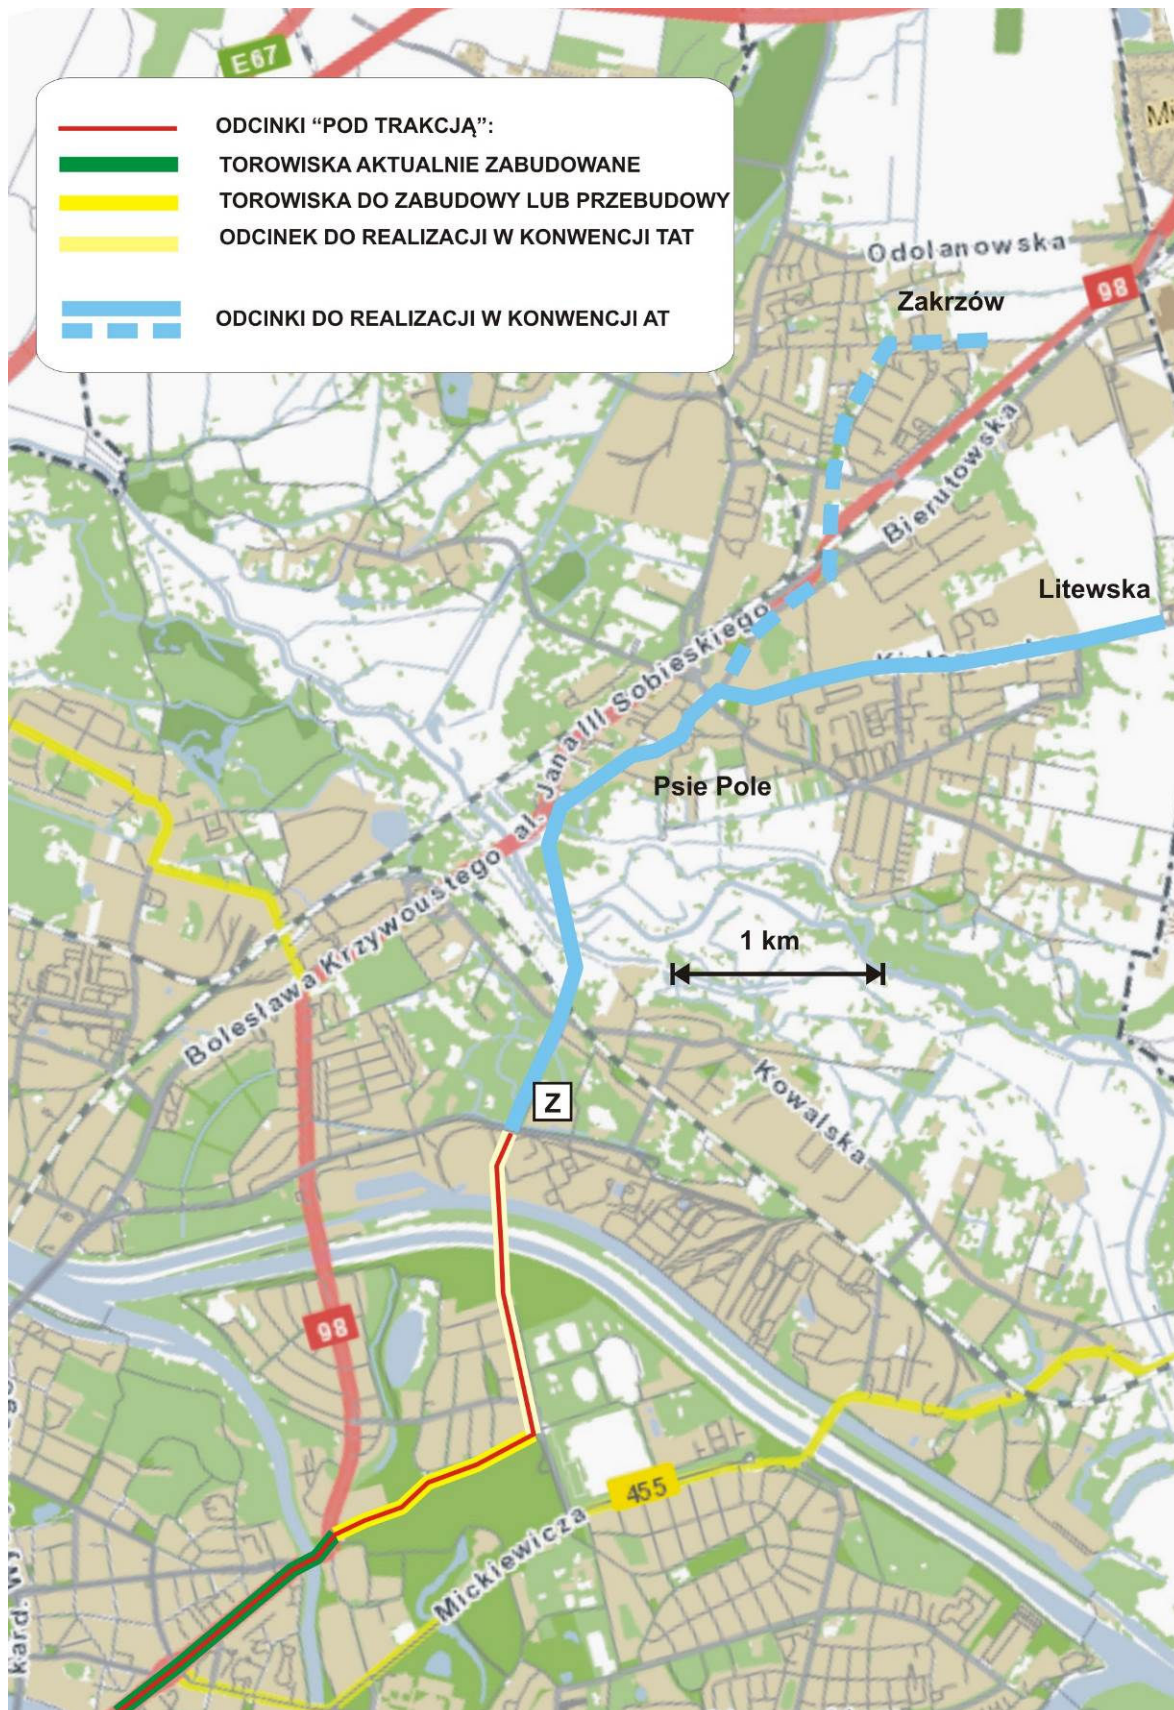 E67
ODCINKI “POD TRAKCJĄ”:
TOROWISKA AKTUALNIE ZABUDOWANE
TOROWISKA DO ZABUDOWY LUB PRZEBUDOWY
ODCINEK DO REALIZACJI W KONWENCJI TAT
ODCINKI DO REALIZACJI W KONWENCJI AT
Odolanowska
98
Zakrzów
Bierutowska
Litewska
al. Jana III Sobieskiego
Psie Pole
Bolesława Krzywoustego
1 km
Z
Kowalska
98
455
Mickiewicza
kard.